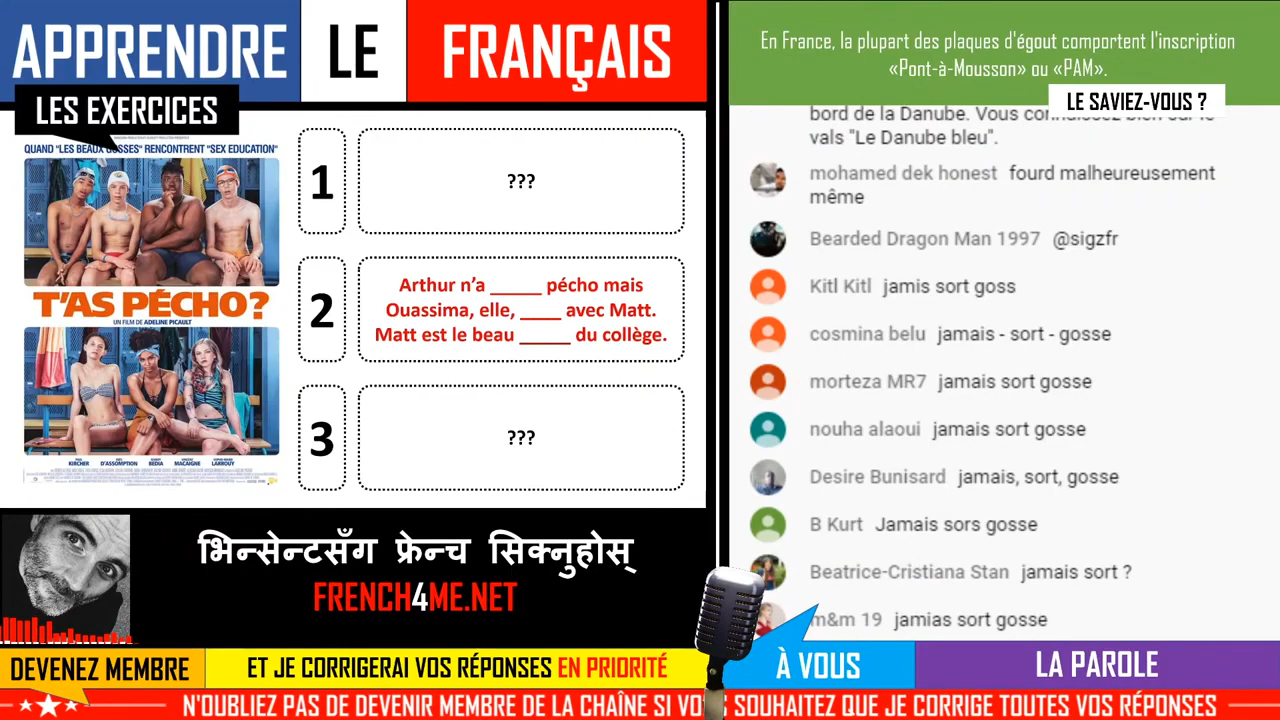 APPRENDRE LE FRANÇAIS
LES EXERCICES
QUAND "LES BEAUX GOSSES" RENCONTRENT "SEX EDUCATION"
T'AS PÉCHO?
UN FILM DE ADELINE PICAULT
KIRCHER
D'ASSOMPTION
BEDIA
MACAIGNE
LARROUY
1
???
2
Arthur n'a _____ pécho mais
Ouassima, elle, ____ avec Matt.
Matt est le beau _____ du collège.
3
???
भिन्सेन्टसँग फ्रेन्च सिक्नुहोस्
FRENCH4ME.NET
DEVENEZ MEMBRE
ET JE CORRIGERAI VOS RÉPONSES EN PRIORITÉ
En France, la plupart des plaques d'égout comportent l'inscription
«Pont-à-Mousson» ou «PAM».
LE SAVIEZ-VOUS ?
bord de la Danube. Vous connaissez bien sur le
vals "Le Danube bleu".
mohamed dek honest fourd malheureusement
même
Bearded Dragon Man 1997 @sigzfr
Kitl Kitl jamis sort goss
cosmina belu jamais - sort - gosse
morteza MR7 jamais sort gosse
nouha alaoui jamais sort gosse
Desire Bunisard jamais, sort, gosse
B Kurt Jamais sors gosse
Beatrice-Cristiana Stan jamais sort ?
m&m 19 jamias sort gosse
À VOUS
LA PAROLE
N'OUBLIEZ PAS DE DEVENIR MEMBRE DE LA CHAÎNE SI VOUS SOUHAITEZ QUE JE CORRIGE TOUTES VOS RÉPONSES